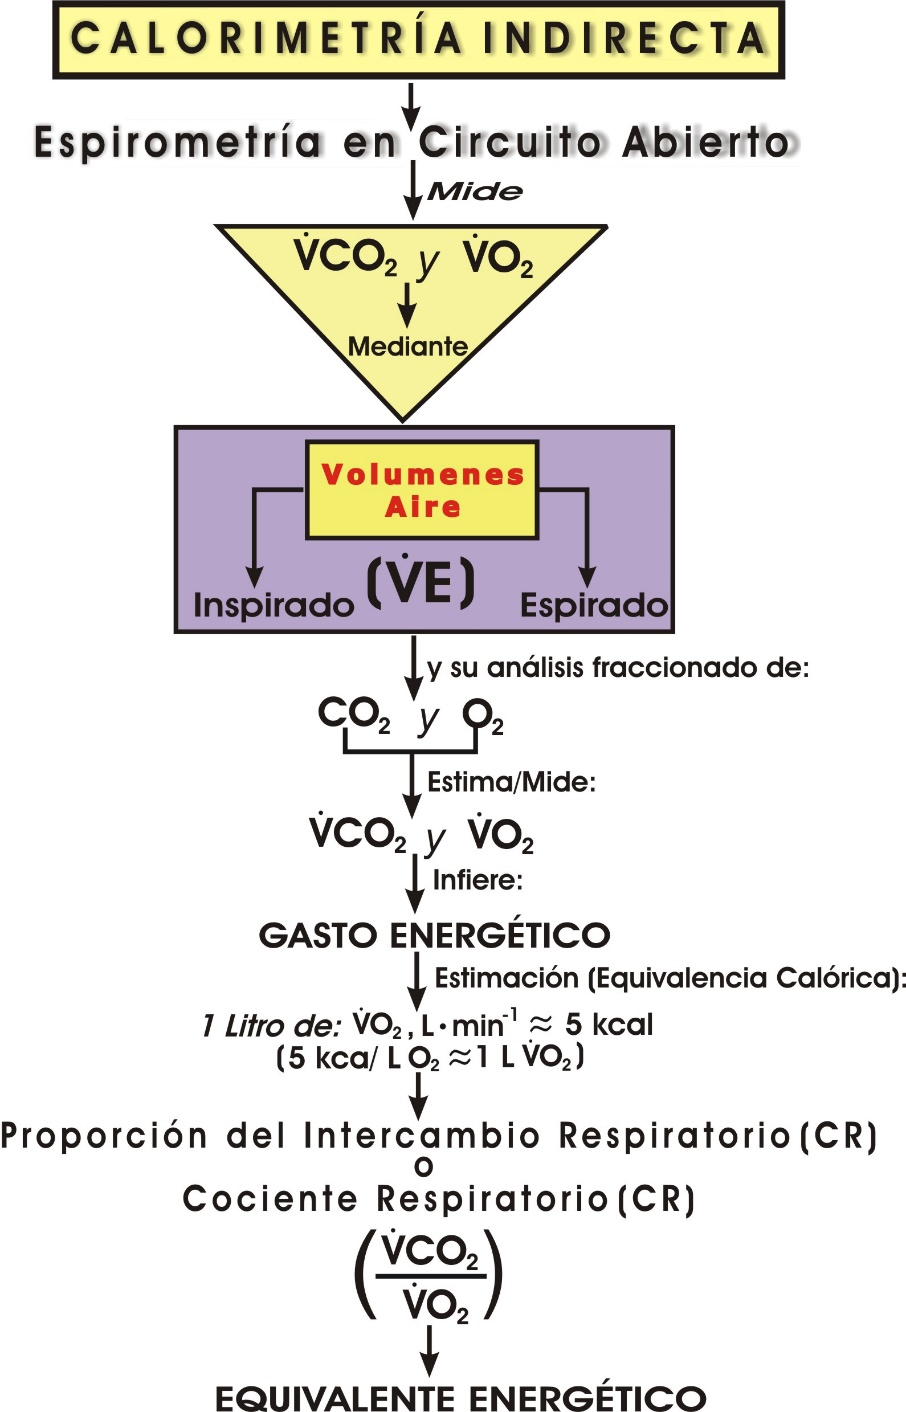 CALORIMETRÍA INDIRECTA
Espirometría en Circuito Abierto
Mide
V̇CO₂ y V̇O₂
Mediante
Volumenes
Aire
(V̇E)
Inspirado Espirado
y su análisis fraccionado de:
CO₂ y O₂
Estima/Mide:
V̇CO₂ y V̇O₂
Infiere:
GASTO ENERGÉTICO
Estimación (Equivalencia Calórica):
1 Litro de: V̇O₂, L·min⁻¹ ≈ 5 kcal
(5 kca/ L O₂ ≈ 1 L V̇O₂)
Proporción del Intercambio Respiratorio (CR)
o
Cociente Respiratorio (CR)
(V̇CO₂
V̇O₂)
EQUIVALENTE ENERGÉTICO